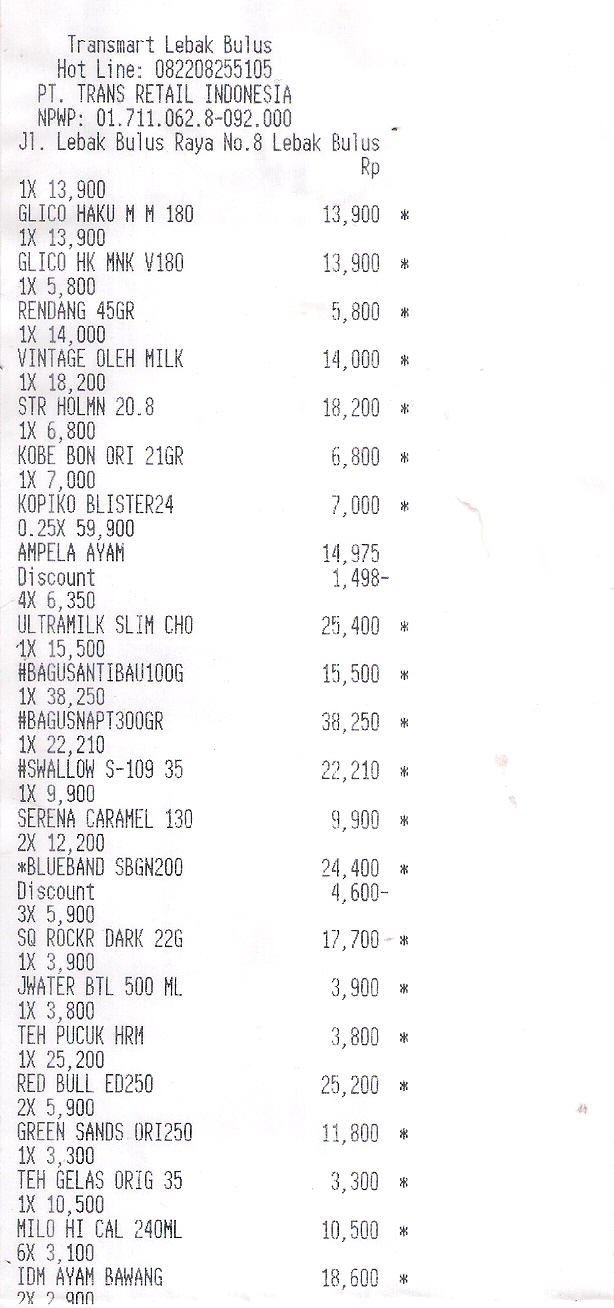 Transmart Lebak Bulus
Hot Line: 082208255105
PT. TRANS RETAIL INDONESIA
NPWP: 01.711.062.8-092.000
Jl. Lebak Bulus Raya No.8 Lebak Bulus
Rp
1X 13,900
GLICO HAKU M M 180 13,900 *
1X 13,900
GLICO HK MNK V180 13,900 *
1X 5,800
RENDANG 45GR 5,800 *
1X 14,000
VINTAGE OLEH MILK 14,000 *
1X 18,200
STR HOLMN 20.8 18,200 *
1X 6,800
KOBE BON ORI 21GR 6,800 *
1X 7,000
KOPIKO BLISTER24 7,000 *
0.25X 59,900
AMPELA AYAM 14,975
Discount 1,498-
4X 6,350
ULTRAMILK SLIM CHO 25,400 *
1X 15,500
#BAGUSANTIBAU100G 15,500 *
1X 38,250
#BAGUSNAPT300GR 38,250 *
1X 22,210
#SWALLOW S-109 35 22,210 *
1X 9,900
SERENA CARAMEL 130 9,900 *
2X 12,200
*BLUEBAND SBGN200 24,400 *
Discount 4,600-
3X 5,900
SQ ROCKR DARK 22G 17,700 *
1X 3,900
JWATER BTL 500 ML 3,900 *
1X 3,800
TEH PUCUK HRM 3,800 *
1X 25,200
RED BULL ED250 25,200 *
2X 5,900
GREEN SANDS ORI250 11,800 *
1X 3,300
TEH GELAS ORIG 35 3,300 *
1X 10,500
MILO HI CAL 240ML 10,500 *
6X 3,100
IDM AYAM BAWANG 18,600 *
2X 2,900